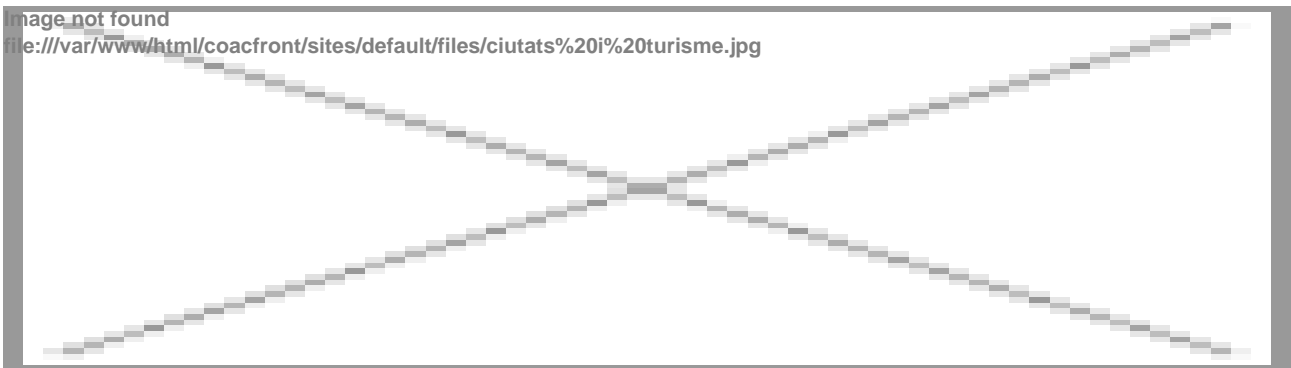 Image not found
file:///var/www/html/coacfront/sites/default/files/ciutats%20i%20turisme.jpg